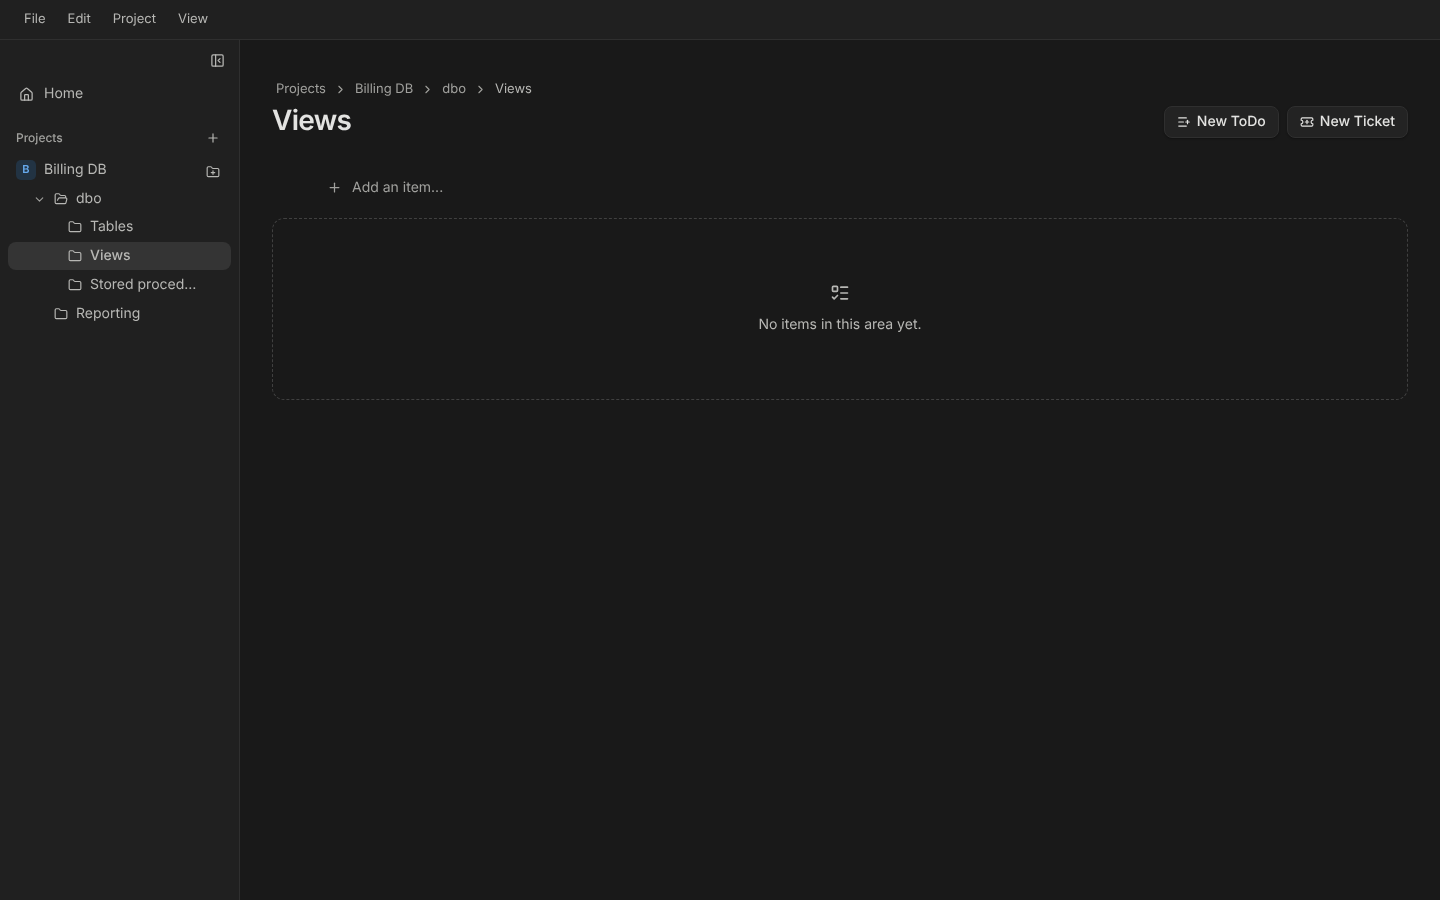 File Edit Project View
Home
Projects
B Billing DB
dbo
Tables
Views
Stored proced...
Reporting
Projects > Billing DB > dbo > Views
Views
New ToDo New Ticket
Add an item...
No items in this area yet.